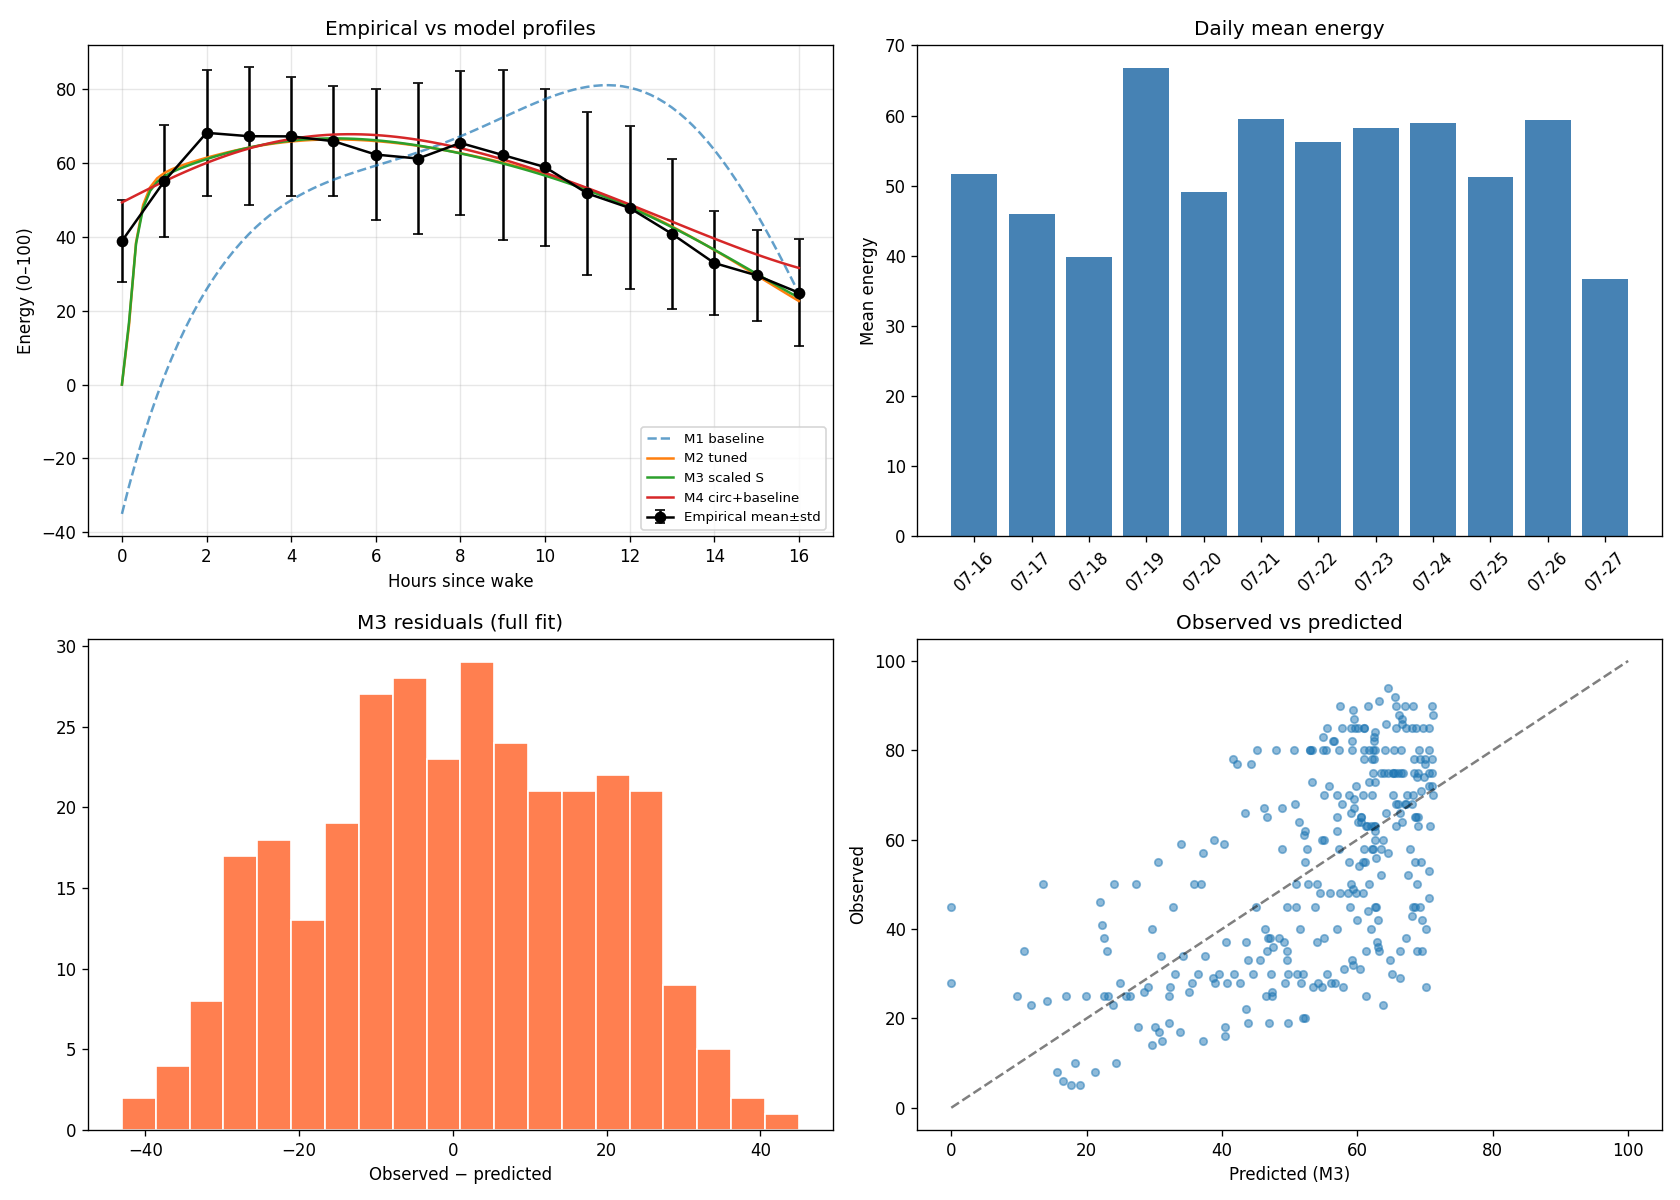 Empirical vs model profiles
80
60
40
20
0
−20
−40
Energy (0–100)
0 2 4 6 8 10 12 14 16
Hours since wake
M1 baseline
M2 tuned
M3 scaled S
M4 circ+baseline
Empirical mean±std
Daily mean energy
70
60
50
40
30
20
10
0
Mean energy
07-16 07-17 07-18 07-19 07-20 07-21 07-22 07-23 07-24 07-25 07-26 07-27
M3 residuals (full fit)
30
25
20
15
10
5
0
−40 −20 0 20 40
Observed − predicted
Observed vs predicted
100
80
60
40
20
0
Observed
0 20 40 60 80 100
Predicted (M3)